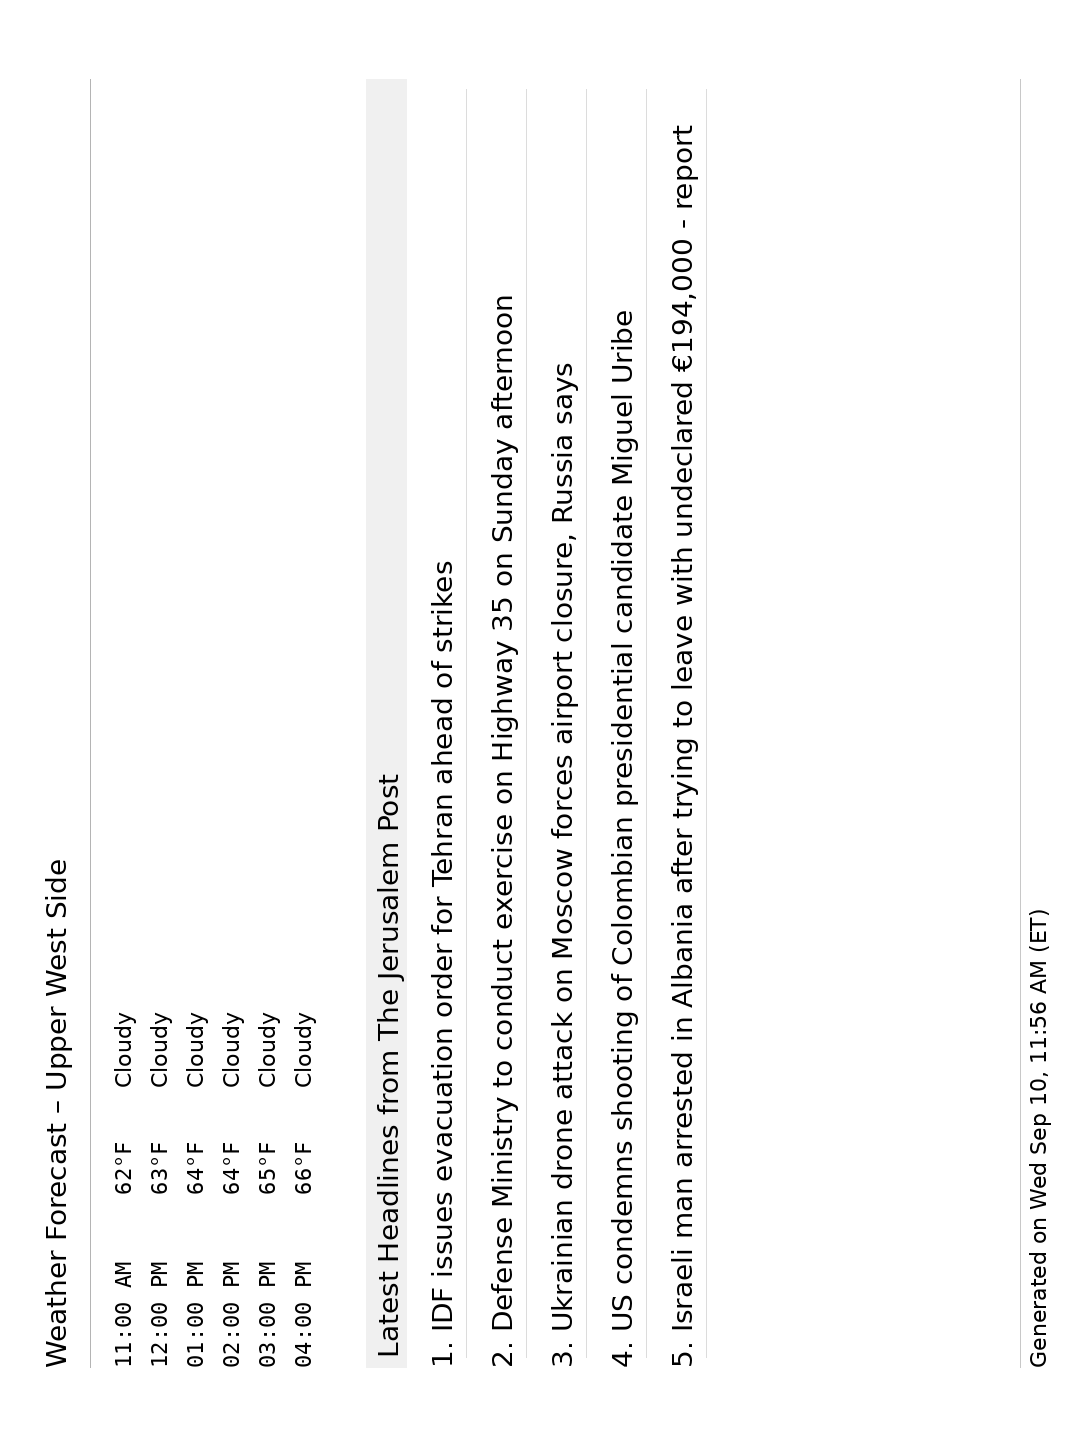 Weather Forecast – Upper West Side
11:00 AM 62°F Cloudy
12:00 PM 63°F Cloudy
01:00 PM 64°F Cloudy
02:00 PM 64°F Cloudy
03:00 PM 65°F Cloudy
04:00 PM 66°F Cloudy
Latest Headlines from The Jerusalem Post
1. IDF issues evacuation order for Tehran ahead of strikes
2. Defense Ministry to conduct exercise on Highway 35 on Sunday afternoon
3. Ukrainian drone attack on Moscow forces airport closure, Russia says
4. US condemns shooting of Colombian presidential candidate Miguel Uribe
5. Israeli man arrested in Albania after trying to leave with undeclared €194,000 - report
Generated on Wed Sep 10, 11:56 AM (ET)